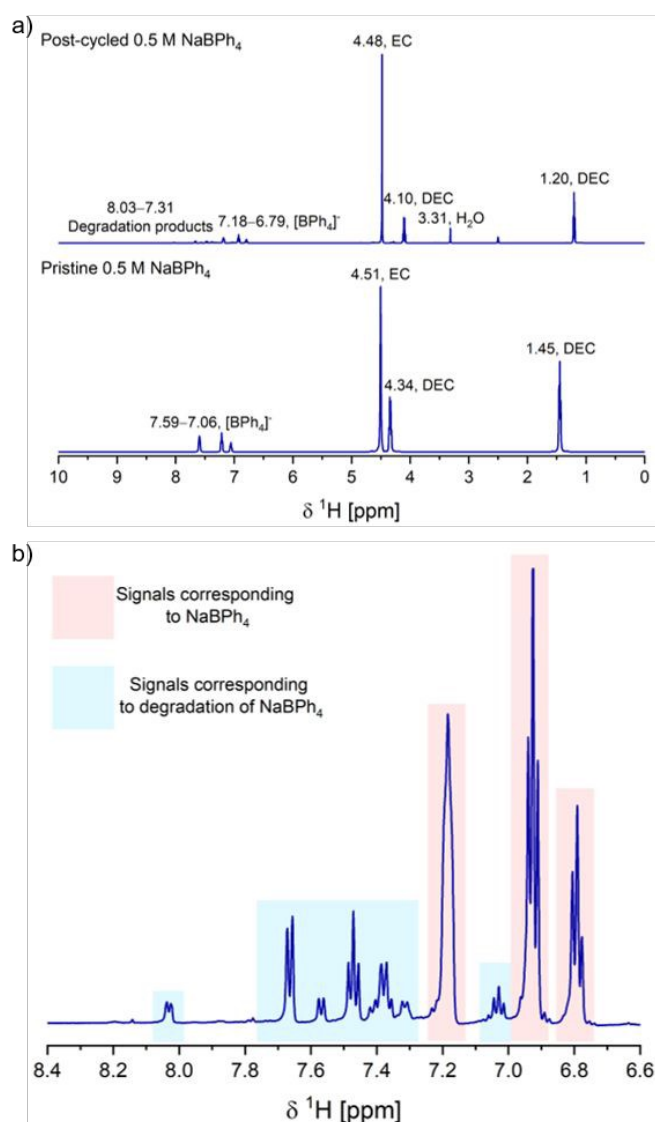 a)
Post-cycled 0.5 M NaBPh₄
4.48, EC
8.03–7.31
Degradation products
7.18–6.79, [BPh₄]⁻
4.10, DEC
3.31, H₂O
1.20, DEC
Pristine 0.5 M NaBPh₄
4.51, EC
7.59–7.06, [BPh₄]⁻
4.34, DEC
1.45, DEC
10 9 8 7 6 5 4 3 2 1 0
δ ¹H [ppm]
b)
Signals corresponding
to NaBPh₄
Signals corresponding
to degradation of NaBPh₄
8.4 8.2 8.0 7.8 7.6 7.4 7.2 7.0 6.8 6.6
δ ¹H [ppm]